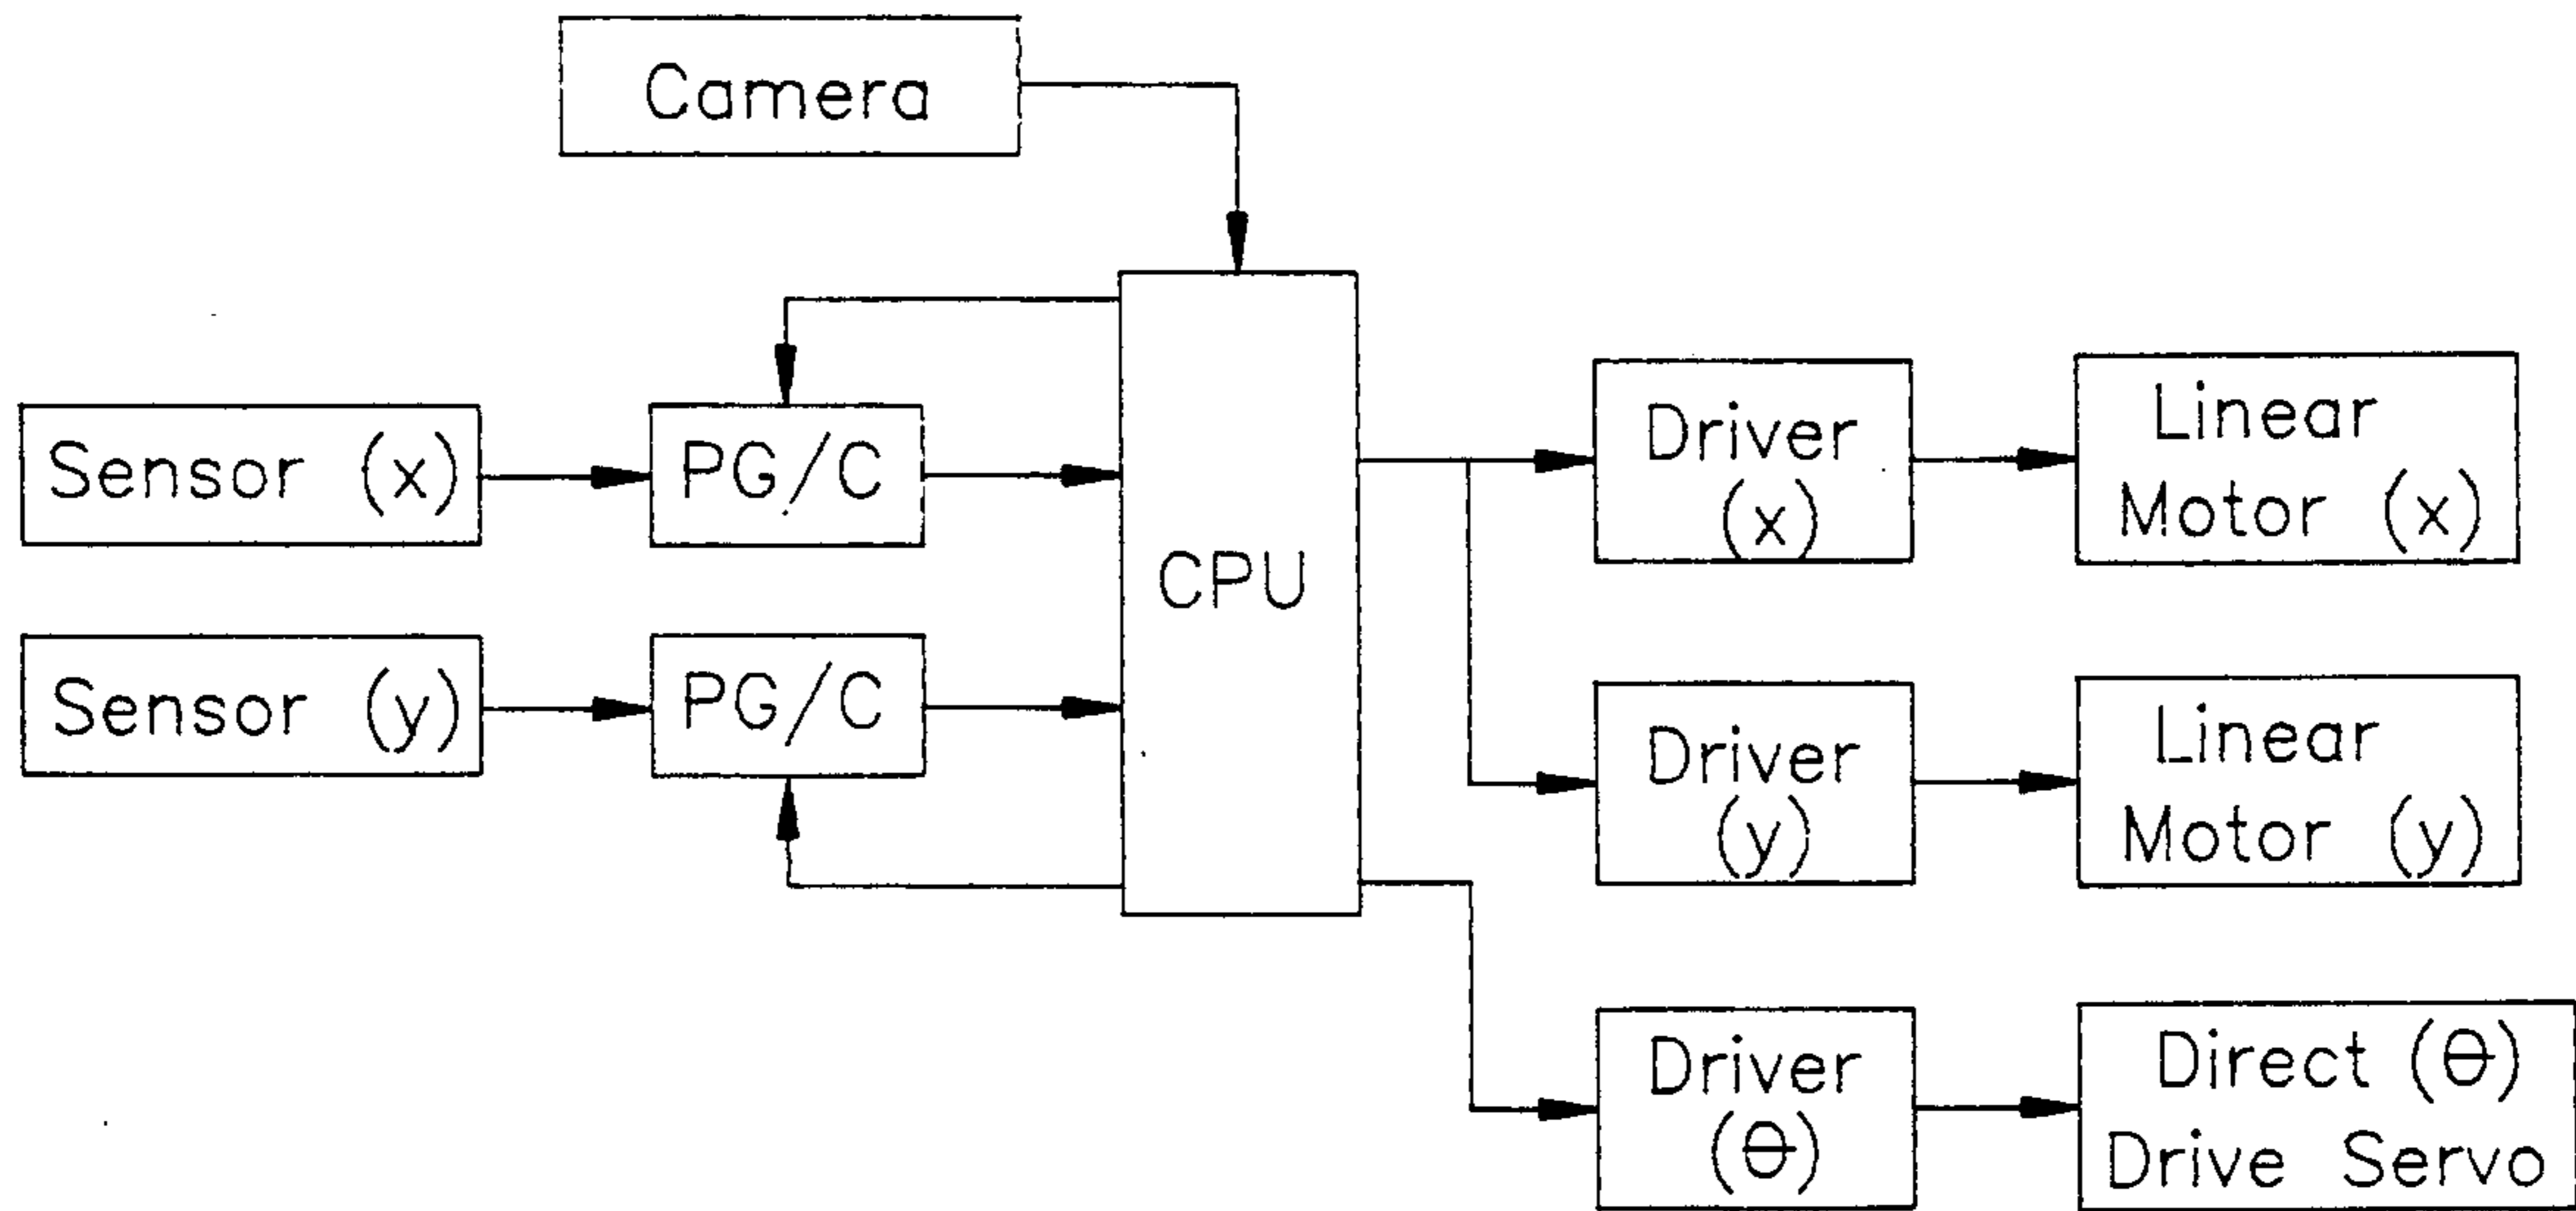 Camera
Sensor (x)
PG/C
Sensor (y)
PG/C
CPU
Driver
(x)
Linear
Motor (x)
Driver
(y)
Linear
Motor (y)
Driver
(θ)
Direct (θ)
Drive Servo